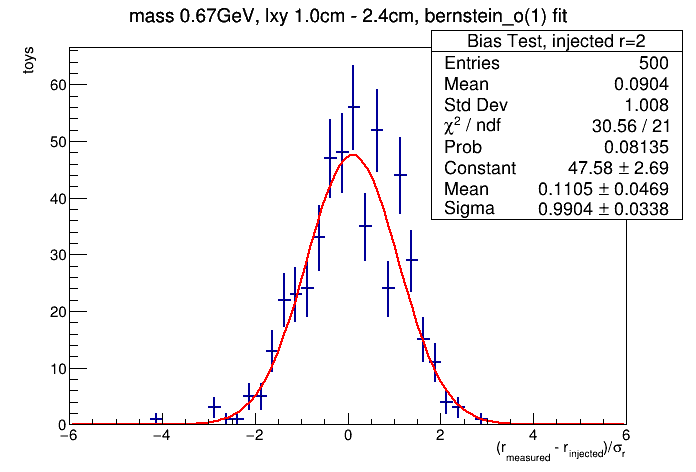 mass 0.67GeV, lxy 1.0cm - 2.4cm, bernstein_o(1) fit
toys
Bias Test, injected r=2
Entries 500
Mean 0.0904
Std Dev 1.008
χ² / ndf 30.56 / 21
Prob 0.08135
Constant 47.58 ± 2.69
Mean 0.1105 ± 0.0469
Sigma 0.9904 ± 0.0338
60
50
40
30
20
10
0
−6 −4 −2 0 2 4 6
(r_measured - r_injected)/σ_r